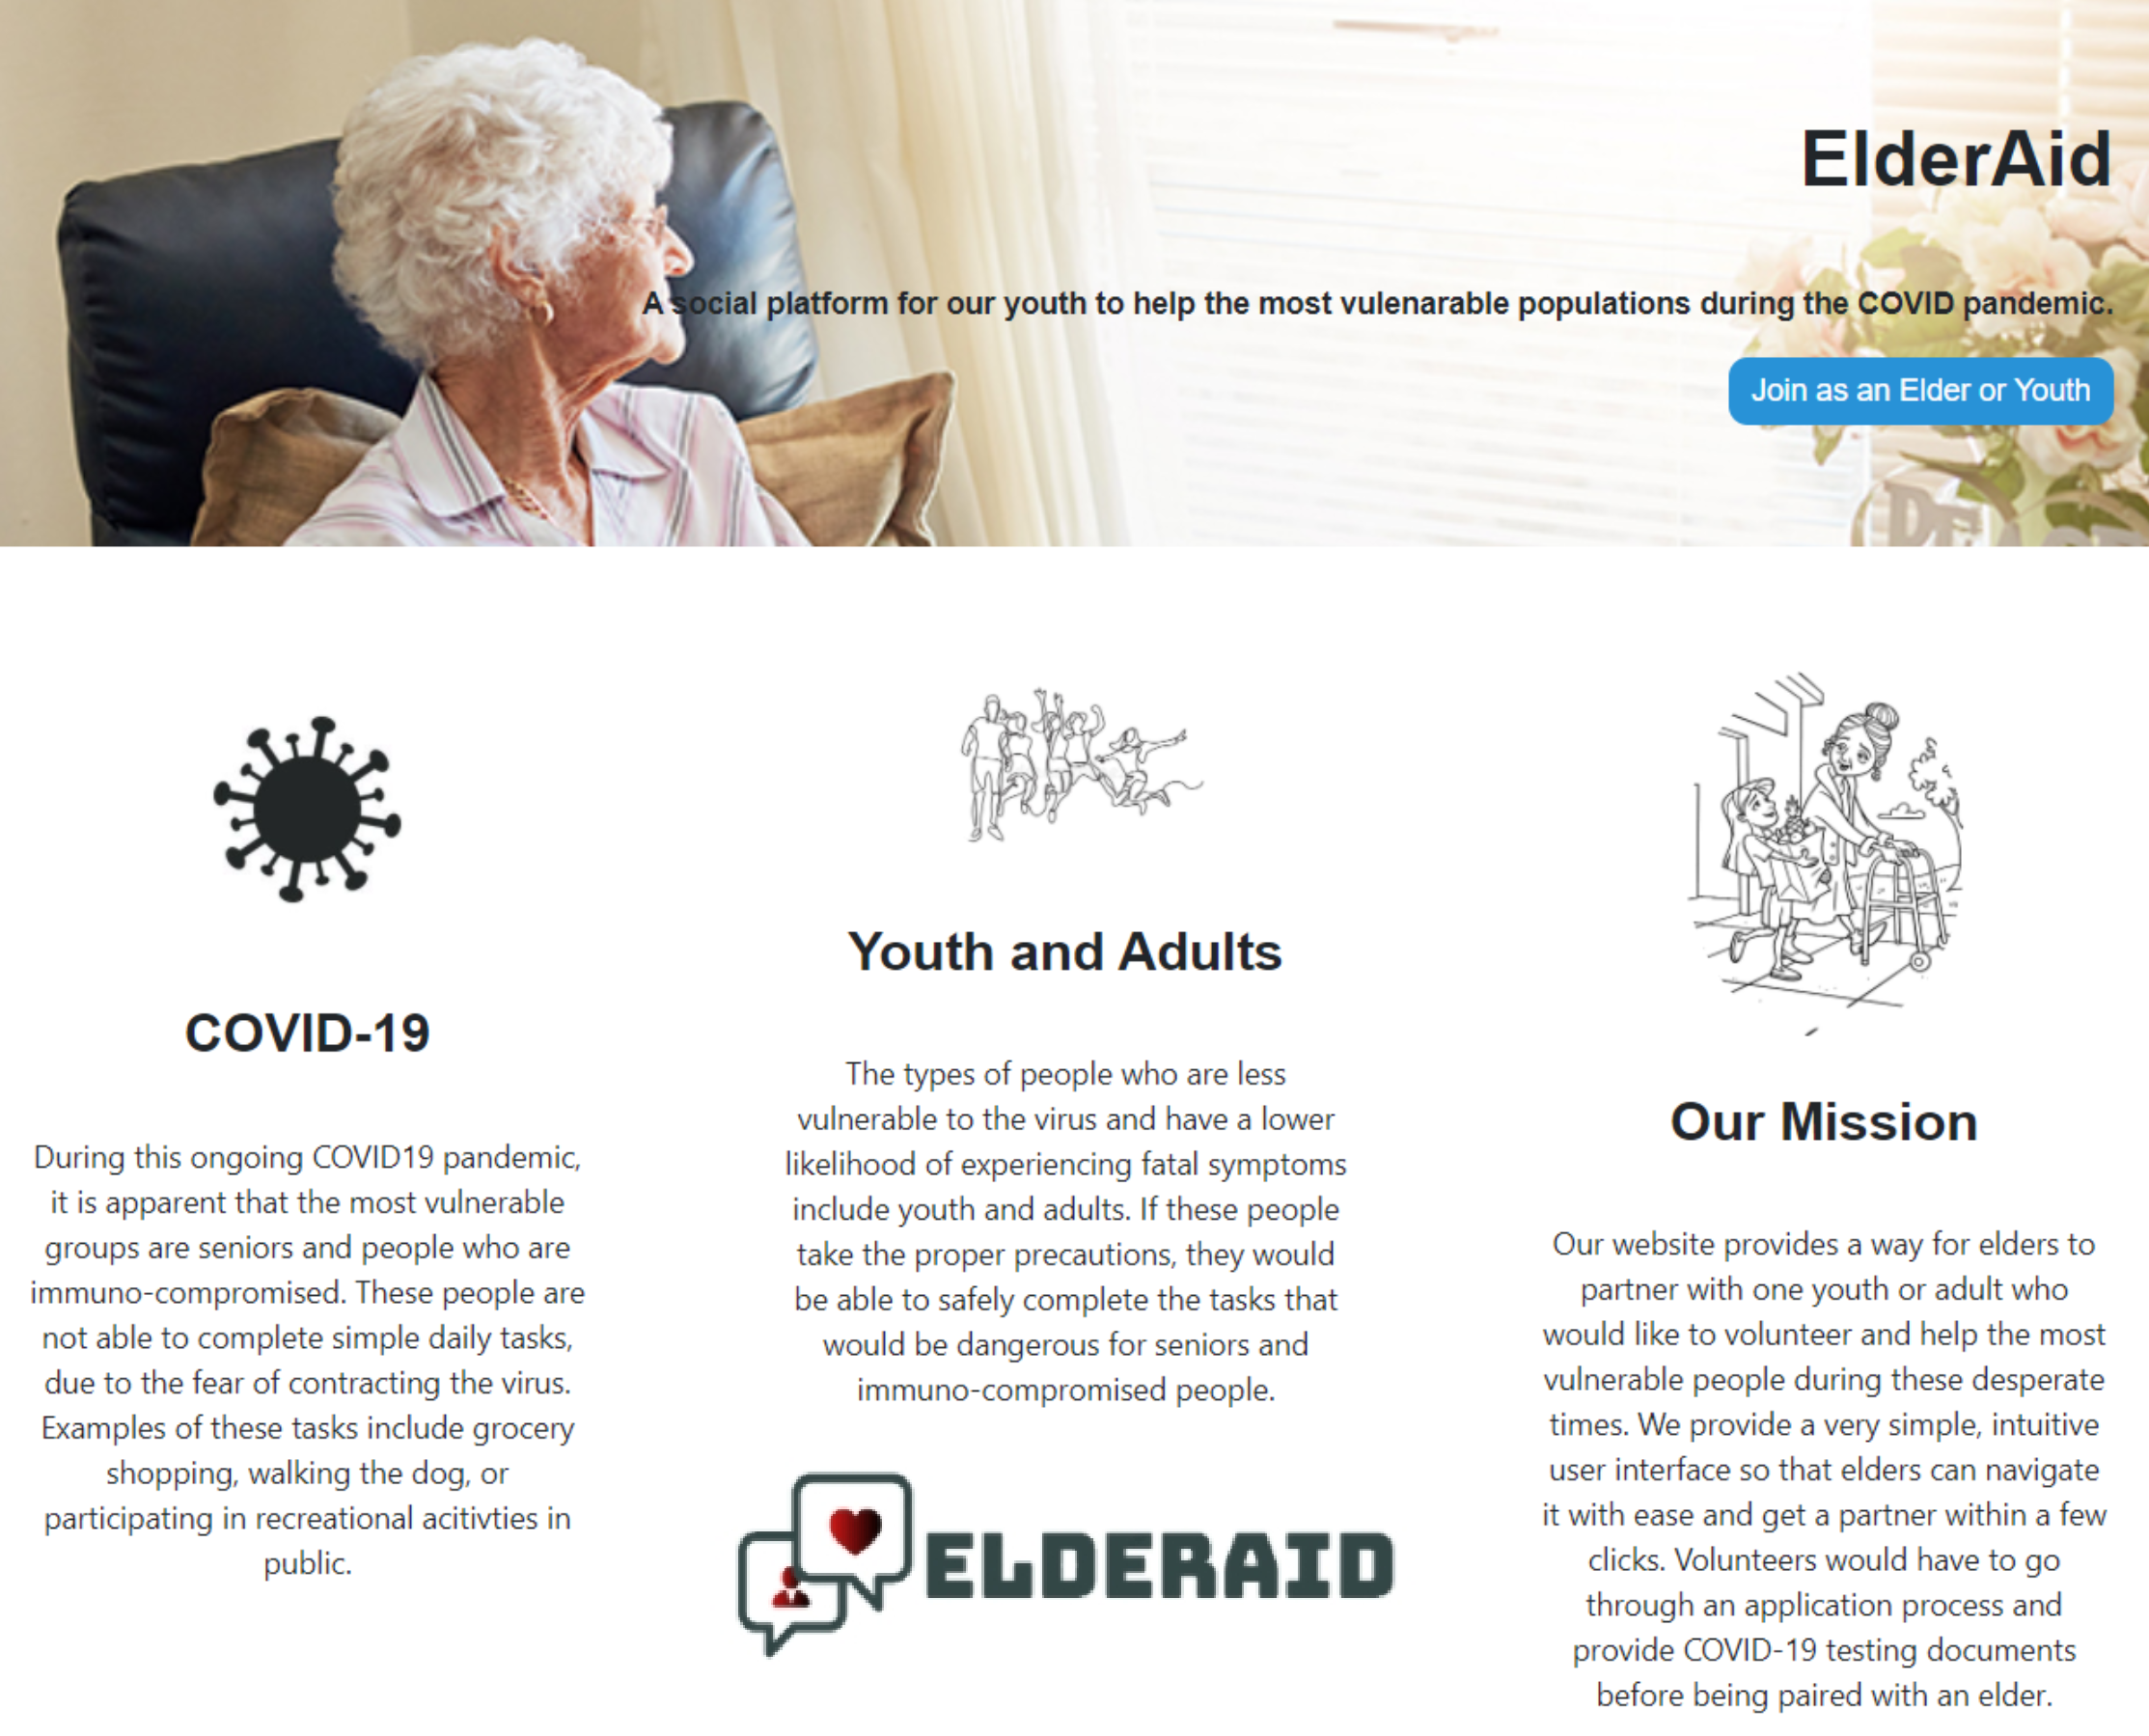 ElderAid
A social platform for our youth to help the most vulenarable populations during the COVID pandemic.
Join as an Elder or Youth
COVID-19
During this ongoing COVID19 pandemic,
it is apparent that the most vulnerable
groups are seniors and people who are
immuno-compromised. These people are
not able to complete simple daily tasks,
due to the fear of contracting the virus.
Examples of these tasks include grocery
shopping, walking the dog, or
participating in recreational acitivties in
public.
Youth and Adults
The types of people who are less
vulnerable to the virus and have a lower
likelihood of experiencing fatal symptoms
include youth and adults. If these people
take the proper precautions, they would
be able to safely complete the tasks that
would be dangerous for seniors and
immuno-compromised people.
ELDERAID
Our Mission
Our website provides a way for elders to
partner with one youth or adult who
would like to volunteer and help the most
vulnerable people during these desperate
times. We provide a very simple, intuitive
user interface so that elders can navigate
it with ease and get a partner within a few
clicks. Volunteers would have to go
through an application process and
provide COVID-19 testing documents
before being paired with an elder.